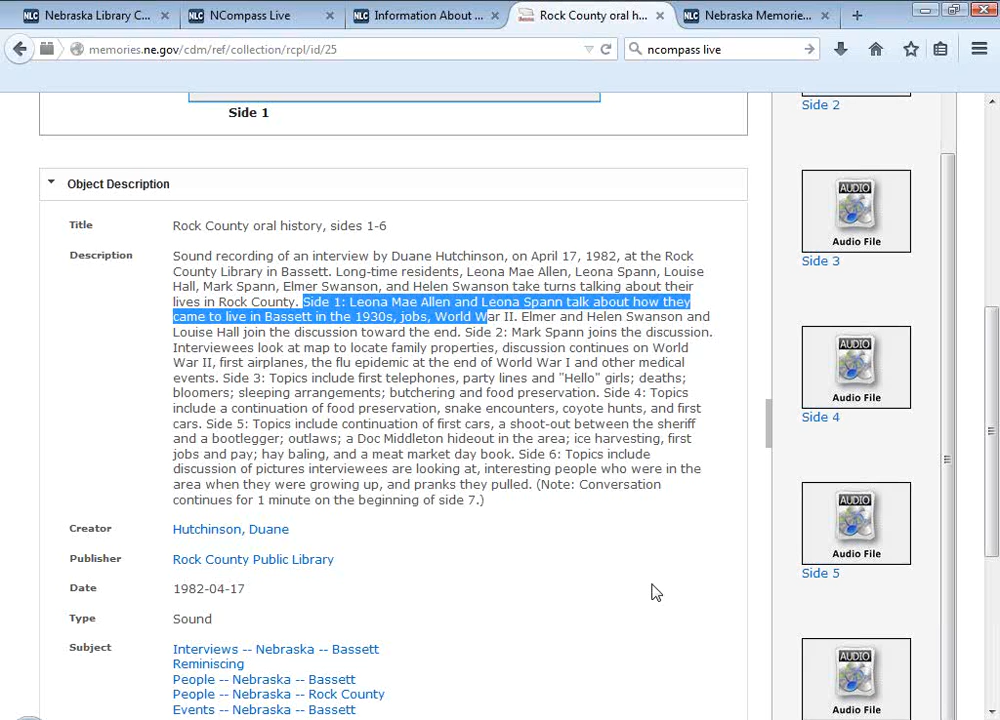 Nebraska Library C...
NCompass Live
Information About ...
Rock County oral h...
Nebraska Memorie...
memories.ne.gov/cdm/ref/collection/rcpl/id/25
ncompass live
Side 1
Side 2
Object Description
Title
Rock County oral history, sides 1-6
Description
Sound recording of an interview by Duane Hutchinson, on April 17, 1982, at the Rock
County Library in Bassett. Long-time residents, Leona Mae Allen, Leona Spann, Louise
Hall, Mark Spann, Elmer Swanson, and Helen Swanson take turns talking about their
lives in Rock County. Side 1: Leona Mae Allen and Leona Spann talk about how they
came to live in Bassett in the 1930s, jobs, World War II. Elmer and Helen Swanson and
Louise Hall join the discussion toward the end. Side 2: Mark Spann joins the discussion.
Interviewees look at map to locate family properties, discussion continues on World
War II, first airplanes, the flu epidemic at the end of World War I and other medical
events. Side 3: Topics include first telephones, party lines and "Hello" girls; deaths;
bloomers; sleeping arrangements; butchering and food preservation. Side 4: Topics
include a continuation of food preservation, snake encounters, coyote hunts, and first
cars. Side 5: Topics include continuation of first cars, a shoot-out between the sheriff
and a bootlegger; outlaws; a Doc Middleton hideout in the area; ice harvesting, first
jobs and pay; hay baling, and a meat market day book. Side 6: Topics include
discussion of pictures interviewees are looking at, interesting people who were in the
area when they were growing up, and pranks they pulled. (Note: Conversation
continues for 1 minute on the beginning of side 7.)
Creator
Hutchinson, Duane
Publisher
Rock County Public Library
Date
1982-04-17
Type
Sound
Subject
Interviews -- Nebraska -- Bassett
Reminiscing
People -- Nebraska -- Bassett
People -- Nebraska -- Rock County
Events -- Nebraska -- Bassett
AUDIO
Audio File
Side 3
AUDIO
Audio File
Side 4
AUDIO
Audio File
Side 5
AUDIO
Audio File